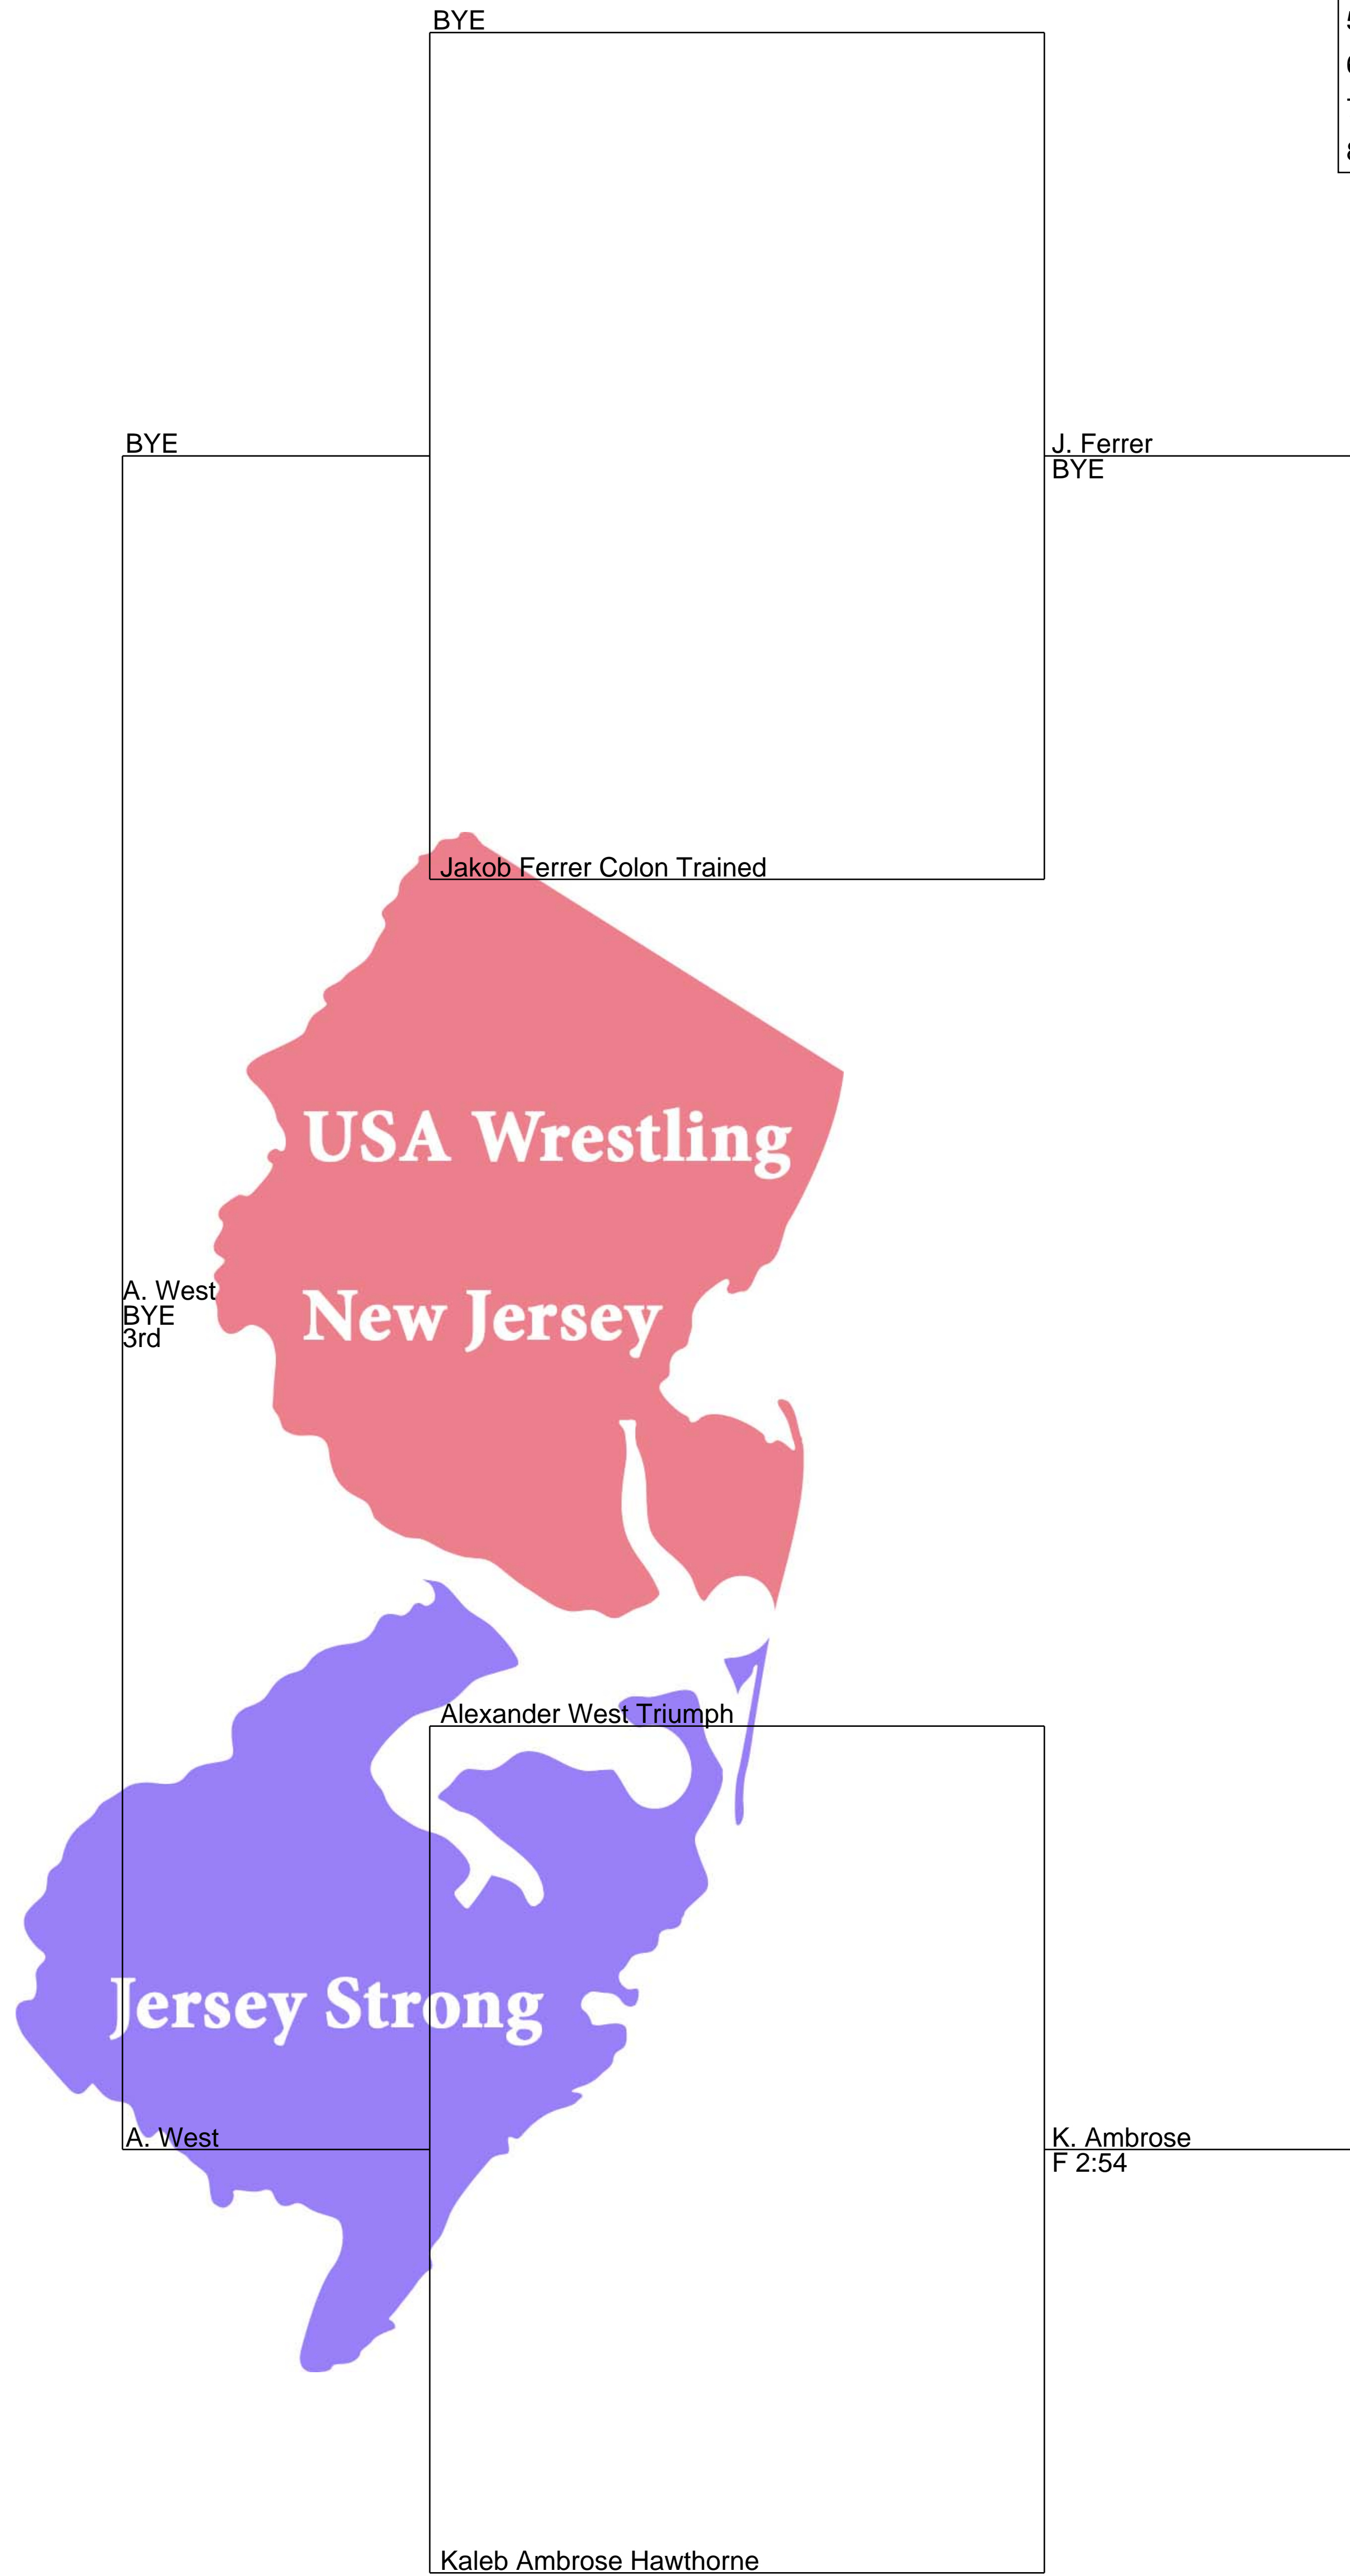 BYE
BYE
J. Ferrer
BYE
Jakob Ferrer Colon Trained
USA Wrestling
New Jersey
A. West
BYE
3rd
Alexander West Triumph
Jersey Strong
A. West
K. Ambrose
F 2:54
Kaleb Ambrose Hawthorne